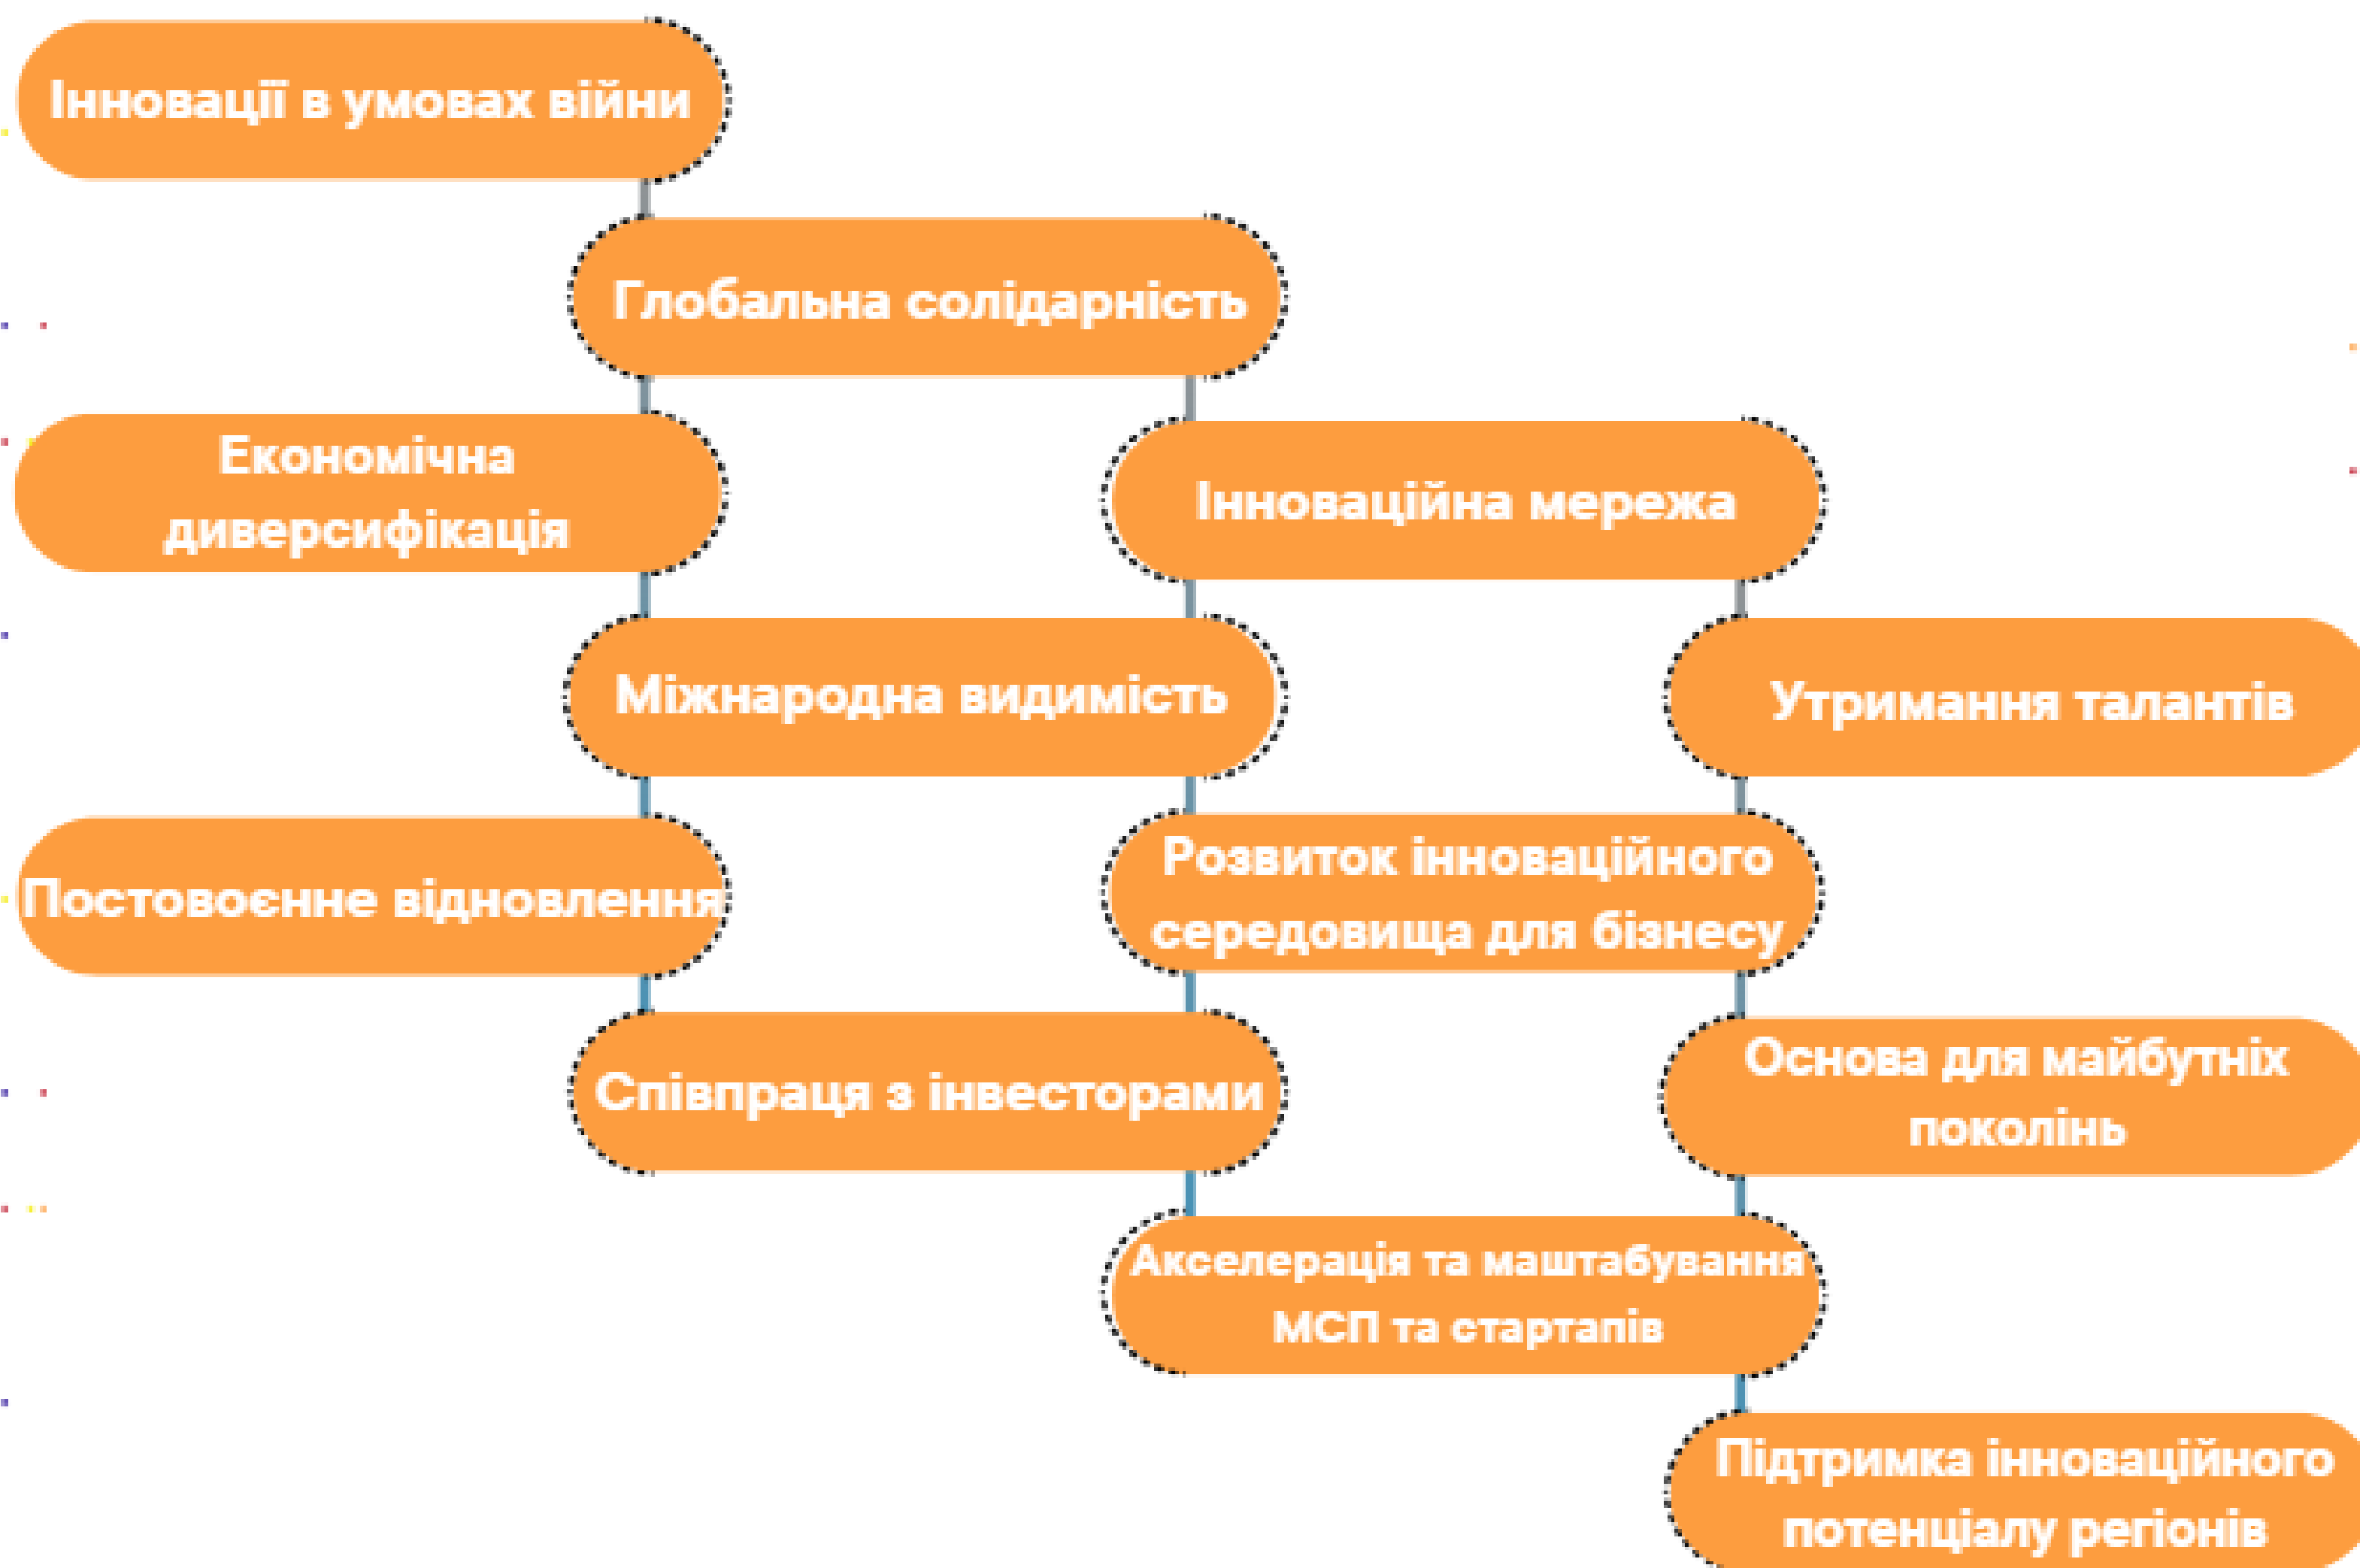 Інновації в умовах війни
Глобальна солідарність
Економічна
диверсифікація
Інноваційна мережа
Міжнародна видимість
Утримання талантів
Постовоєнне відновлення
Розвиток інноваційного
середовища для бізнесу
Співпраця з інвесторами
Основа для майбутніх
поколінь
Акселерація та маштабування
МСП та стартапів
Підтримка інноваційного
потенціалу регіонів